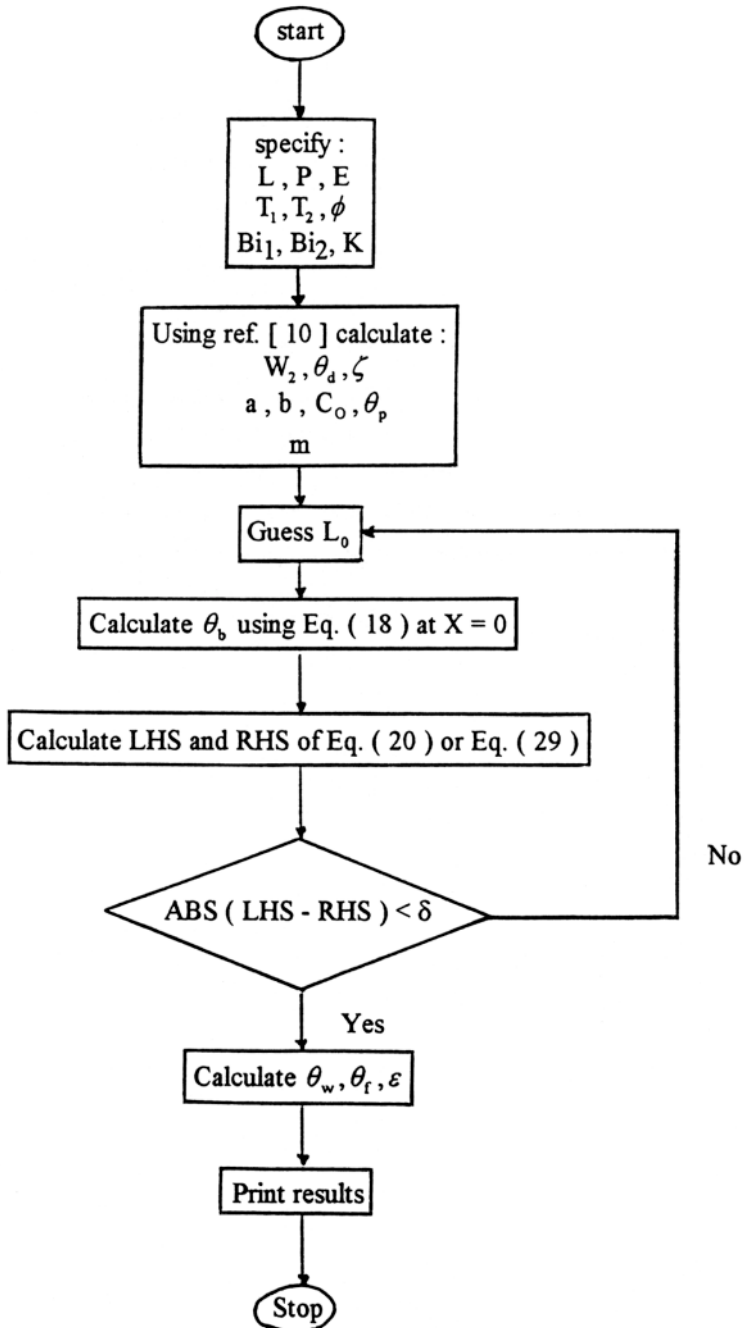 start
specify :
L , P , E
T₁, T₂, ϕ
Bi₁, Bi₂, K
Using ref. [ 10 ] calculate :
W₂ , θ_d , ζ
a , b , C_O , θ_p
m
Guess L₀
Calculate θ_b using Eq. ( 18 ) at X = 0
Calculate LHS and RHS of Eq. ( 20 ) or Eq. ( 29 )
No
ABS ( LHS - RHS ) < δ
Yes
Calculate θ_w , θ_f , ε
Print results
Stop